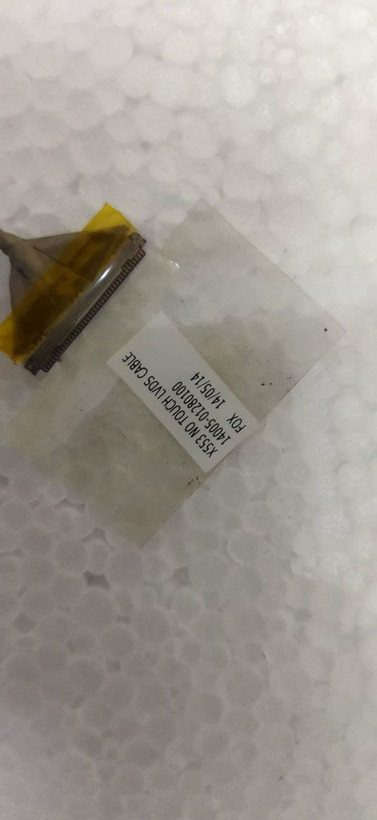 X553 NO TOUCH LVDS CABLE
14005-01280100
FOX 14/05/14